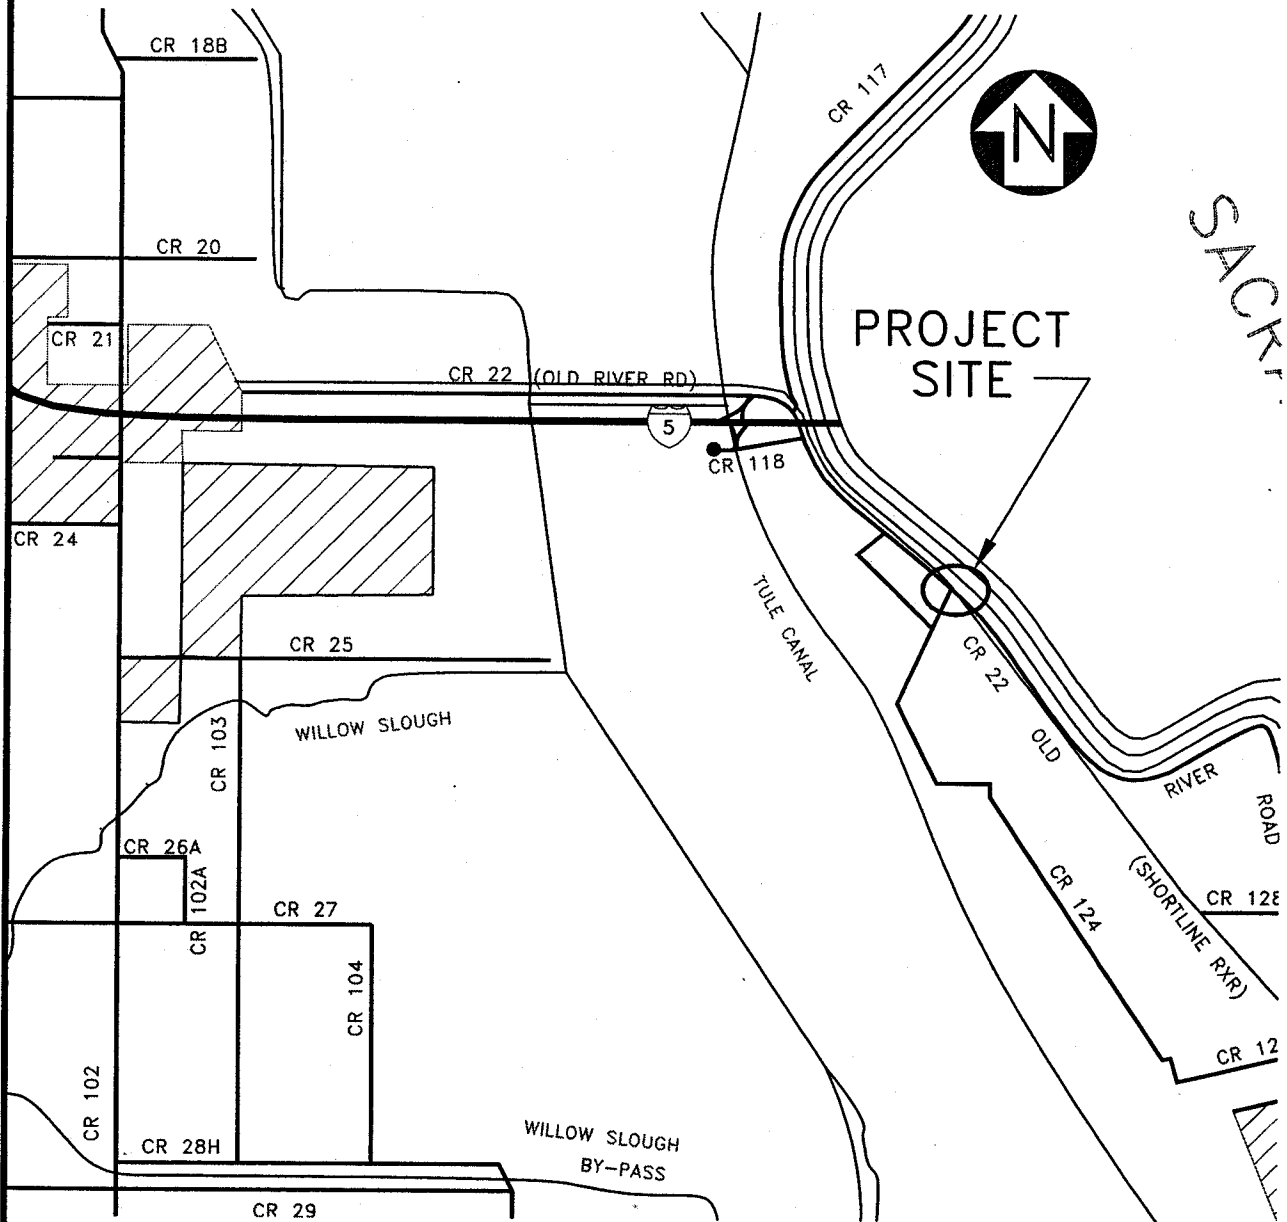 CR 18B
CR 117
N
CR 20
SACR
PROJECT
SITE
CR 21
CR 22 (OLD RIVER RD)
5
CR 118
CR 24
TULE CANAL
CR 25
CR 22
WILLOW SLOUGH
CR 103
OLD
RIVER
ROAD
CR 26A
CR 102A
CR 27
CR 124
(SHORTLINE RXR)
CR 128
CR 104
CR 12
CR 102
CR 28H
WILLOW SLOUGH
BY-PASS
CR 29